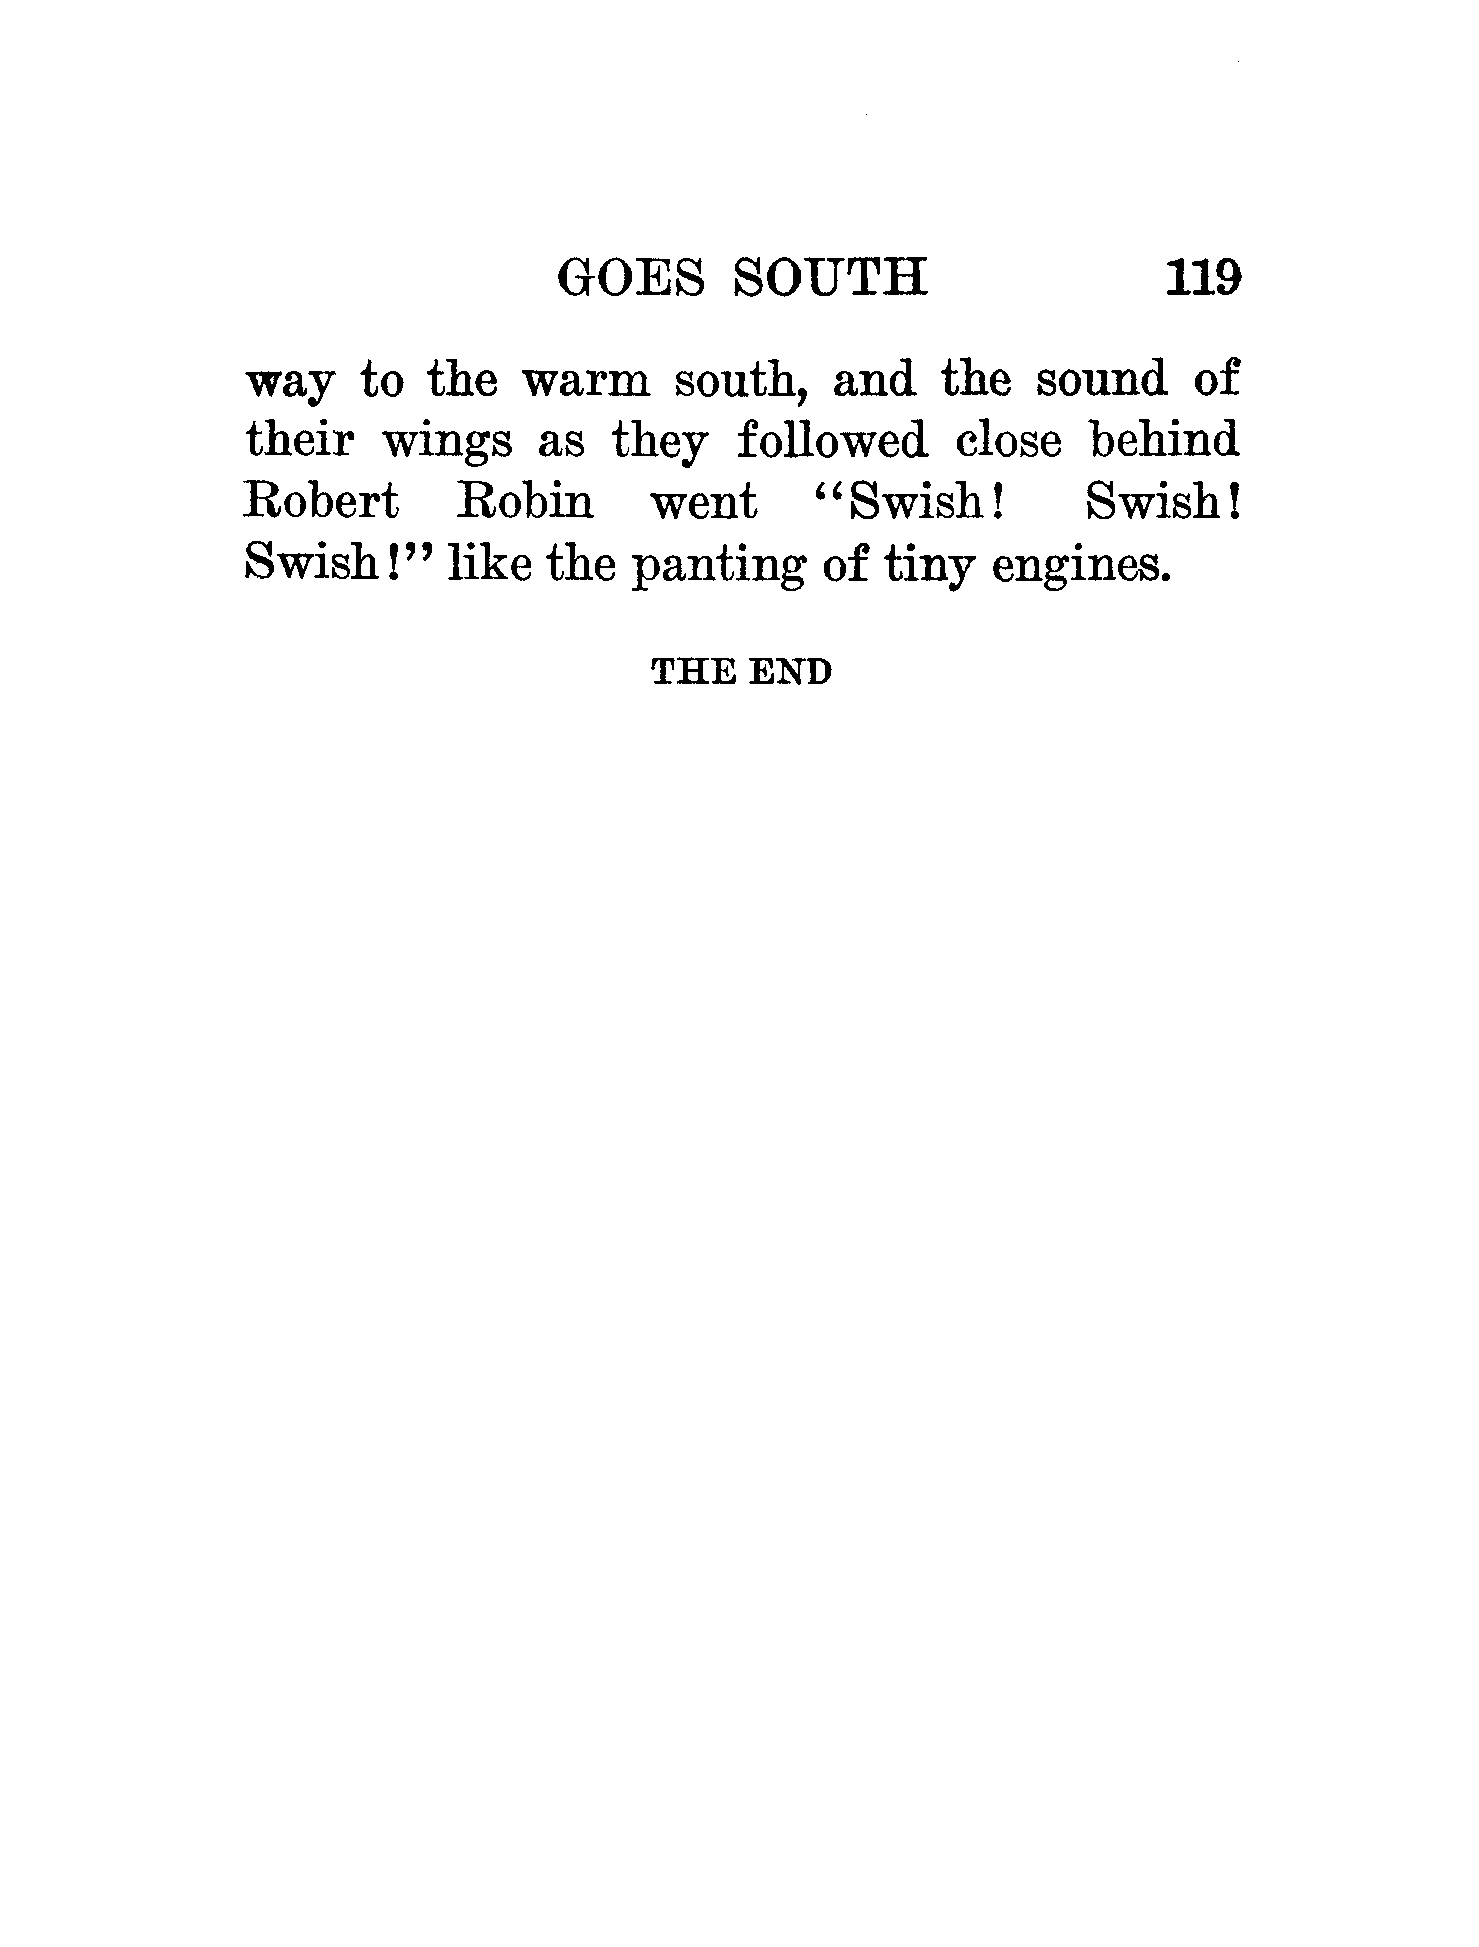 GOES SOUTH 119
way to the warm south, and the sound of
their wings as they followed close behind
Robert Robin went “Swish! Swish!
Swish!” like the panting of tiny engines.
THE END